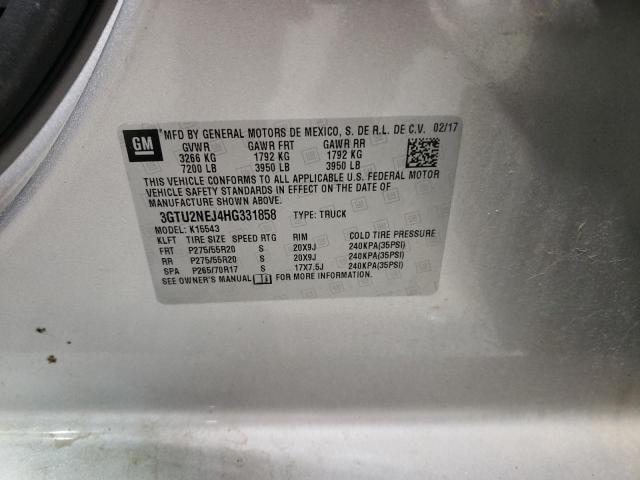 GM *MFD BY GENERAL MOTORS DE MEXICO, S. DE R.L. DE C.V. 02/17
GVWR GAWR FRT GAWR RR
3266 KG 1792 KG 1792 KG
7200 LB 3950 LB 3950 LB
THIS VEHICLE CONFORMS TO ALL APPLICABLE U.S. FEDERAL MOTOR
VEHICLE SAFETY STANDARDS IN EFFECT ON THE DATE OF
MANUFACTURE SHOWN ABOVE.
3GTU2NEJ4HG331858 TYPE: TRUCK
MODEL: K15543
KLFT TIRE SIZE SPEED RTG RIM COLD TIRE PRESSURE
FRT P275/55R20 S 20X9J 240KPA(35PSI)
RR P275/55R20 S 20X9J 240KPA(35PSI)
SPA P265/70R17 S 17X7.5J 240KPA(35PSI)
SEE OWNER'S MANUAL FOR MORE INFORMATION.